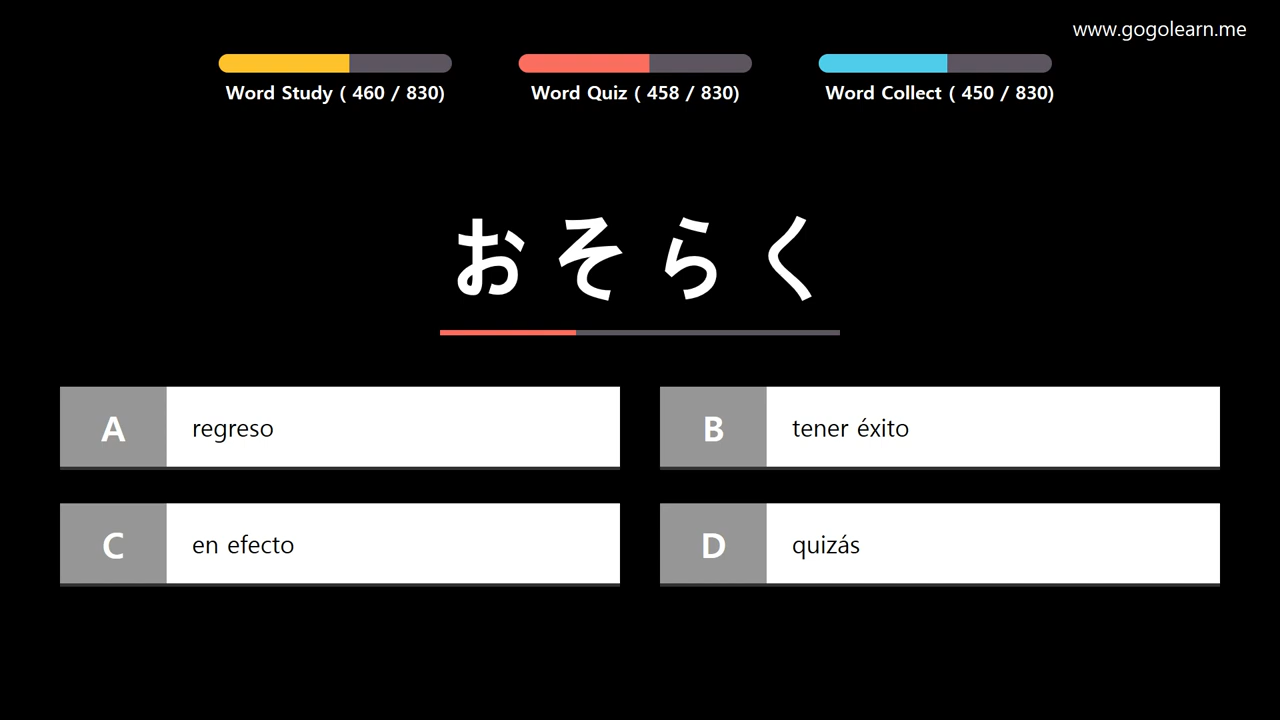 www.gogolearn.me
Word Study ( 460 / 830)
Word Quiz ( 458 / 830)
Word Collect ( 450 / 830)
おそらく
A regreso
B tener éxito
C en efecto
D quizás